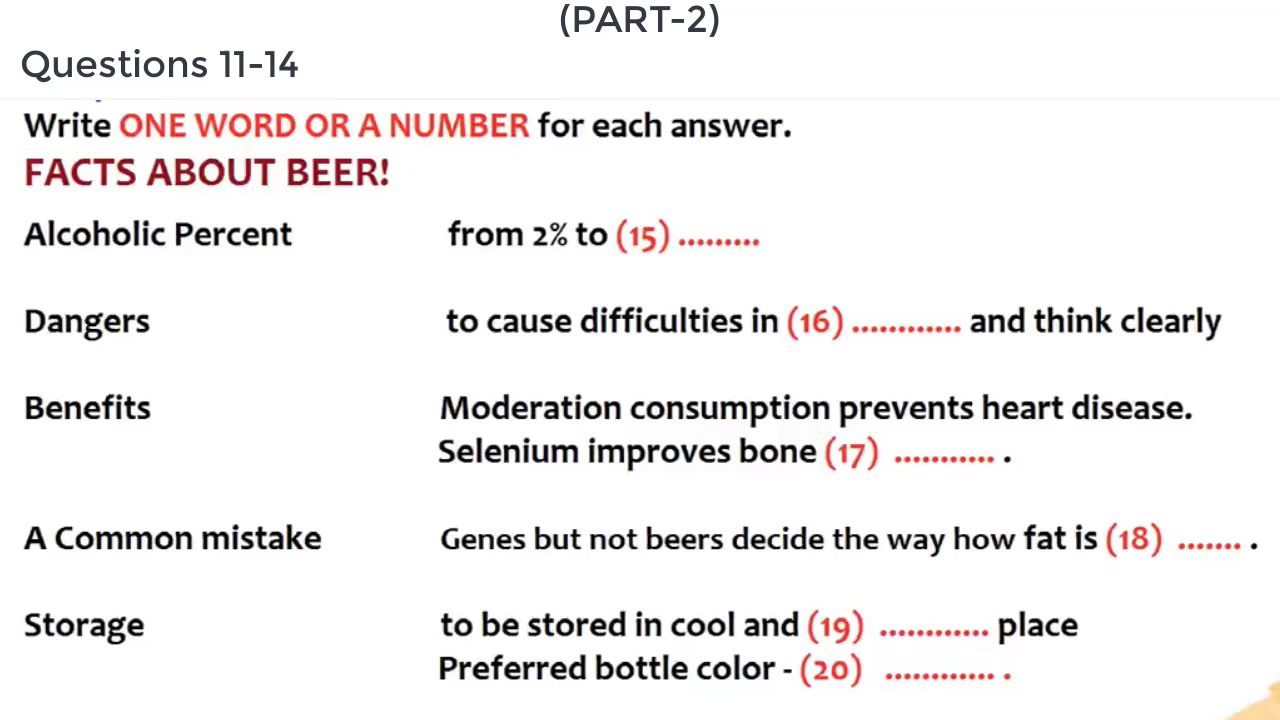 (PART-2)
Questions 11-14
Write ONE WORD OR A NUMBER for each answer.
FACTS ABOUT BEER!
Alcoholic Percent from 2% to (15) .........
Dangers to cause difficulties in (16) ............ and think clearly
Benefits Moderation consumption prevents heart disease.
Selenium improves bone (17) ........... .
A Common mistake Genes but not beers decide the way how fat is (18) ....... .
Storage to be stored in cool and (19) ............ place
Preferred bottle color - (20) ............ .